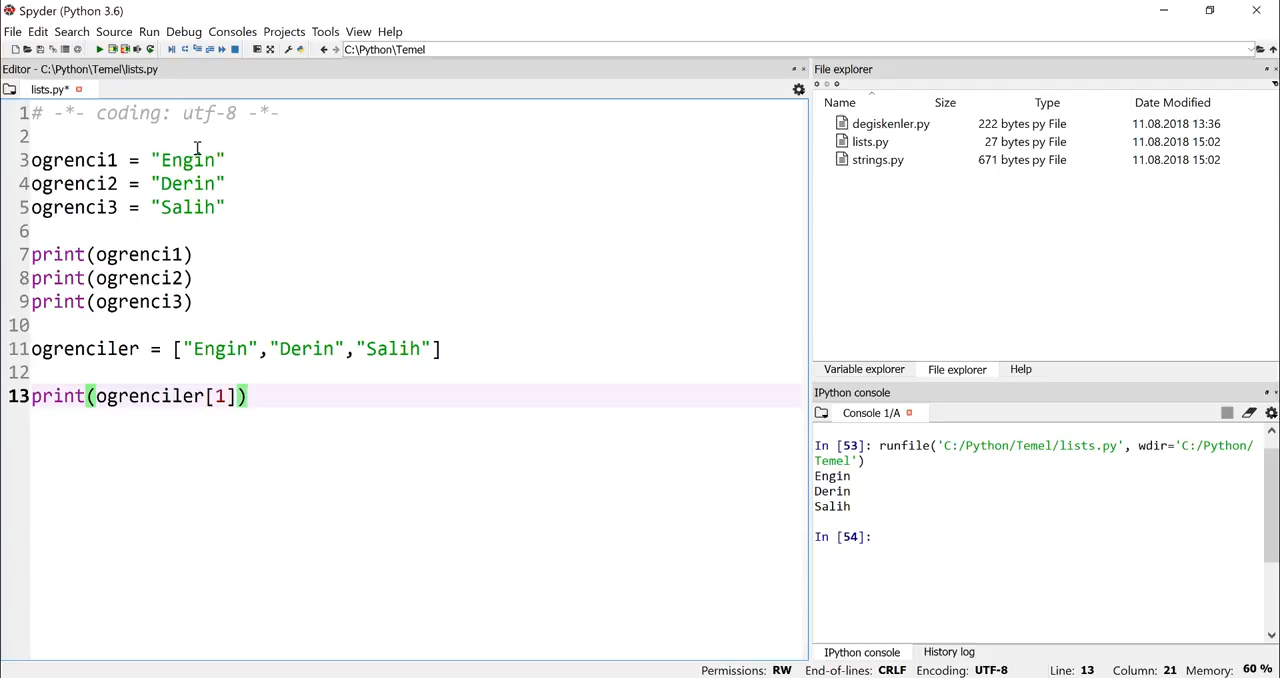 Spyder (Python 3.6)
File Edit Search Source Run Debug Consoles Projects Tools View Help
C:\Python\Temel
Editor - C:\Python\Temel\lists.py
lists.py*
1 # -*- coding: utf-8 -*-
2
3 ogrenci1 = "Engin"
4 ogrenci2 = "Derin"
5 ogrenci3 = "Salih"
6
7 print(ogrenci1)
8 print(ogrenci2)
9 print(ogrenci3)
10
11 ogrenciler = ["Engin","Derin","Salih"]
12
13 print(ogrenciler[1])
File explorer
Name Size Type Date Modified
degiskenler.py 222 bytes py File 11.08.2018 13:36
lists.py 27 bytes py File 11.08.2018 15:02
strings.py 671 bytes py File 11.08.2018 15:02
Variable explorer File explorer Help
IPython console
Console 1/A
In [53]: runfile('C:/Python/Temel/lists.py', wdir='C:/Python/
Temel')
Engin
Derin
Salih
In [54]:
IPython console History log
Permissions: RW End-of-lines: CRLF Encoding: UTF-8 Line: 13 Column: 21 Memory: 60 %